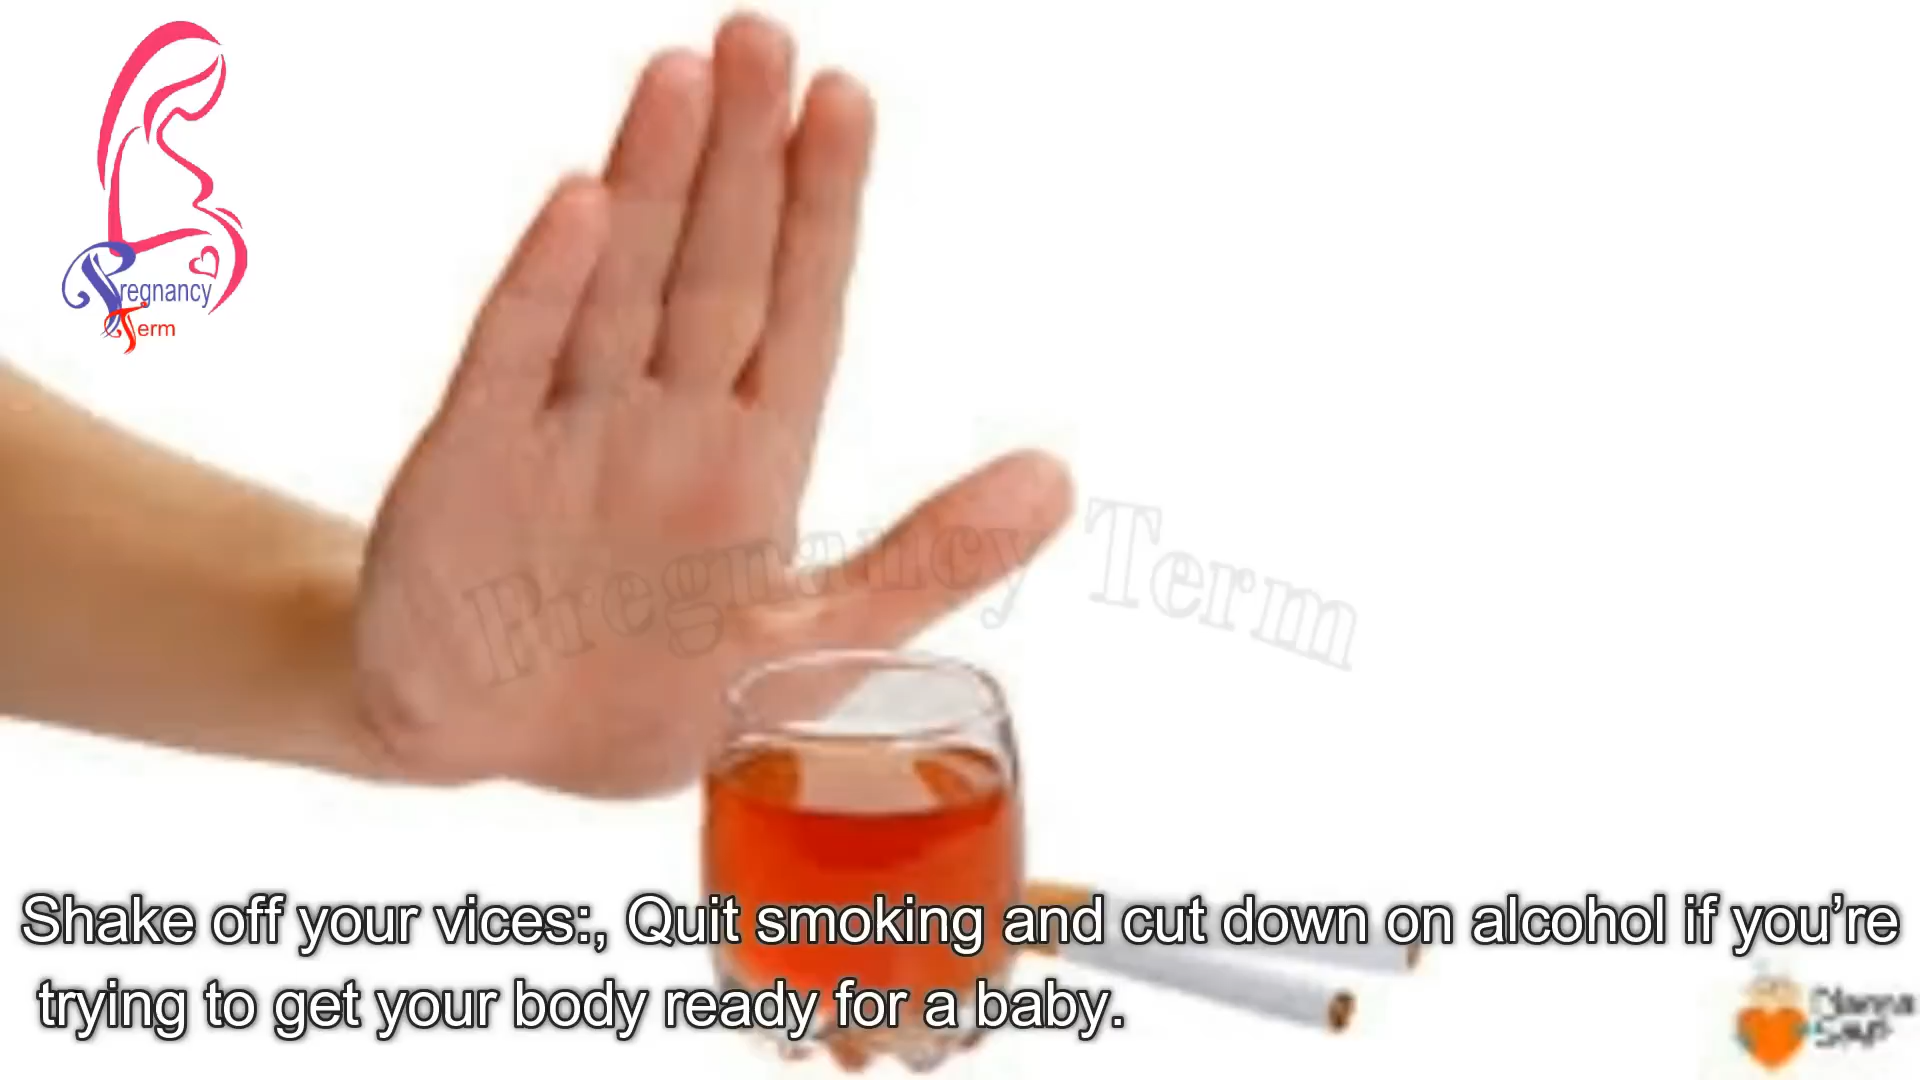 Pregnancy
Term
Pregnancy Term
Shake off your vices:, Quit smoking and cut down on alcohol if you’re
trying to get your body ready for a baby.